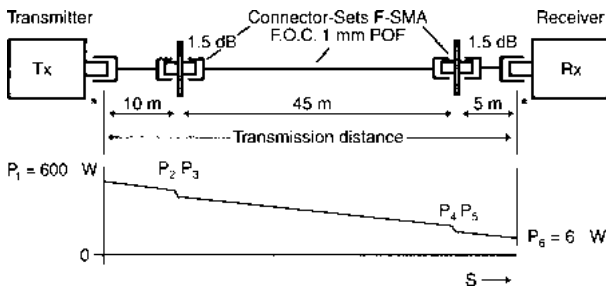 Transmitter
Connector-Sets F-SMA
Receiver
1.5 dB
F.O.C. 1 mm POF
1.5 dB
Tx
Rx
*
10 m
45 m
5 m
*
Transmission distance
P1 = 600 W
P2 P3
P4 P5
P6 = 6 W
0
S